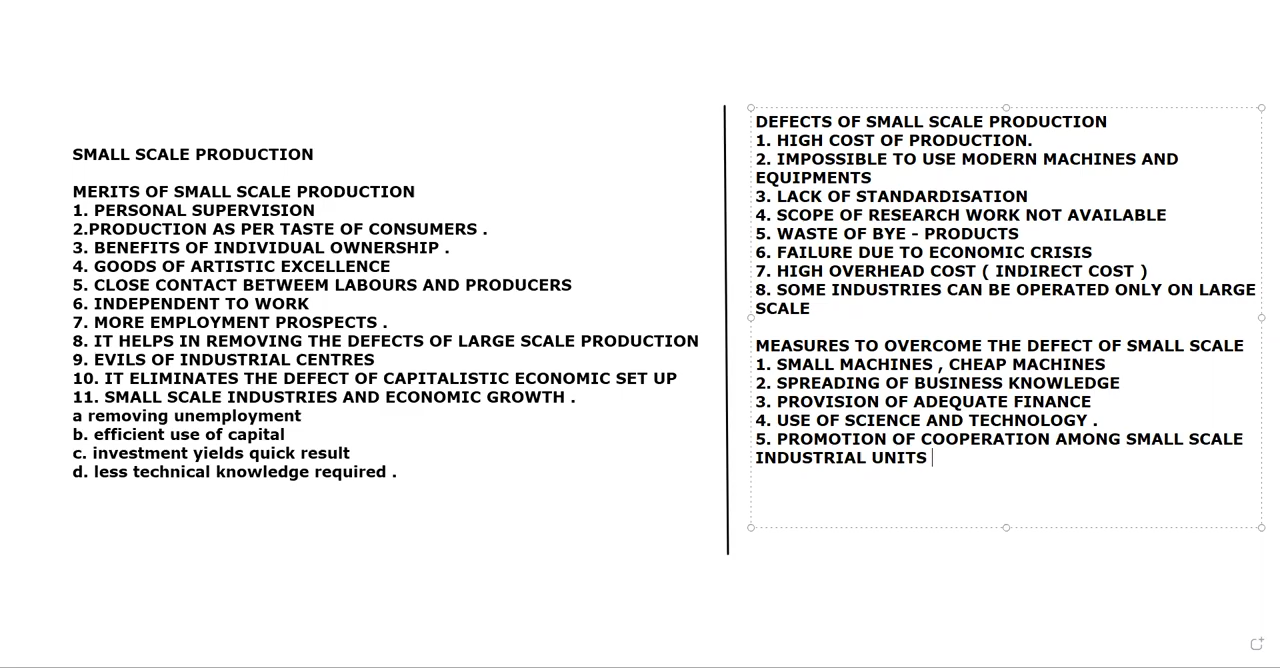 SMALL SCALE PRODUCTION
MERITS OF SMALL SCALE PRODUCTION
1. PERSONAL SUPERVISION
2.PRODUCTION AS PER TASTE OF CONSUMERS .
3. BENEFITS OF INDIVIDUAL OWNERSHIP .
4. GOODS OF ARTISTIC EXCELLENCE
5. CLOSE CONTACT BETWEEM LABOURS AND PRODUCERS
6. INDEPENDENT TO WORK
7. MORE EMPLOYMENT PROSPECTS .
8. IT HELPS IN REMOVING THE DEFECTS OF LARGE SCALE PRODUCTION
9. EVILS OF INDUSTRIAL CENTRES
10. IT ELIMINATES THE DEFECT OF CAPITALISTIC ECONOMIC SET UP
11. SMALL SCALE INDUSTRIES AND ECONOMIC GROWTH .
a removing unemployment
b. efficient use of capital
c. investment yields quick result
d. less technical knowledge required .
DEFECTS OF SMALL SCALE PRODUCTION
1. HIGH COST OF PRODUCTION.
2. IMPOSSIBLE TO USE MODERN MACHINES AND
EQUIPMENTS
3. LACK OF STANDARDISATION
4. SCOPE OF RESEARCH WORK NOT AVAILABLE
5. WASTE OF BYE - PRODUCTS
6. FAILURE DUE TO ECONOMIC CRISIS
7. HIGH OVERHEAD COST ( INDIRECT COST )
8. SOME INDUSTRIES CAN BE OPERATED ONLY ON LARGE
SCALE
MEASURES TO OVERCOME THE DEFECT OF SMALL SCALE
1. SMALL MACHINES , CHEAP MACHINES
2. SPREADING OF BUSINESS KNOWLEDGE
3. PROVISION OF ADEQUATE FINANCE
4. USE OF SCIENCE AND TECHNOLOGY .
5. PROMOTION OF COOPERATION AMONG SMALL SCALE
INDUSTRIAL UNITS